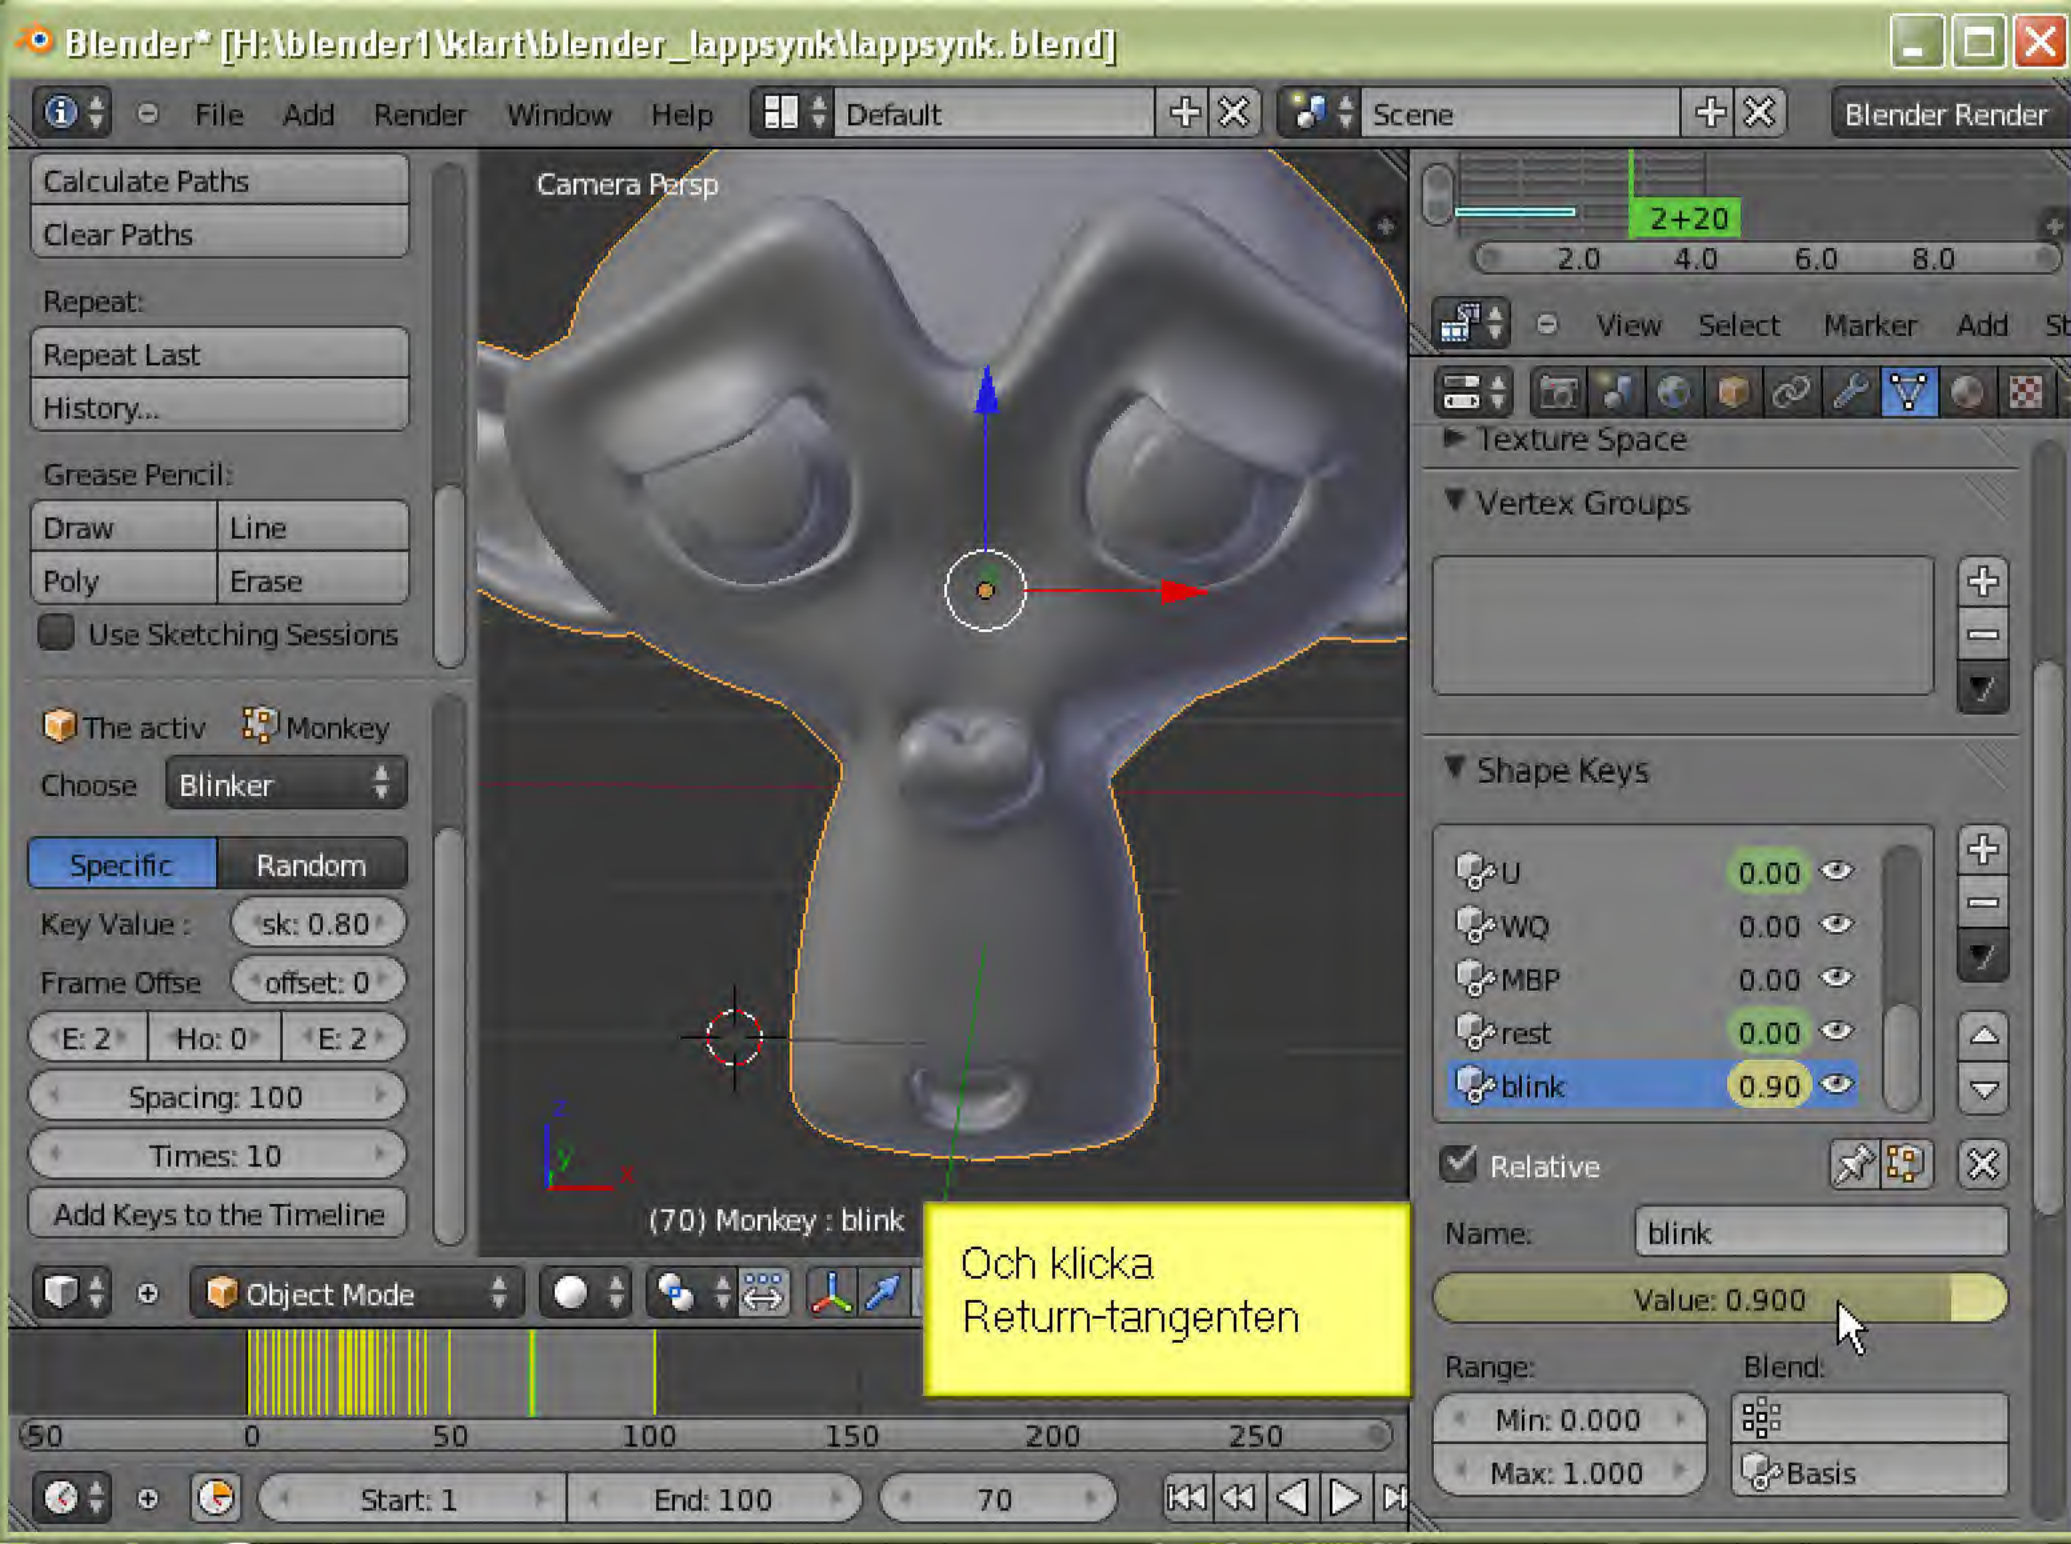 Blender* [H:\blender1\klart\blender_lappsynk\lappsynk.blend]
File Add Render Window Help Default Scene Blender Render
Calculate Paths
Clear Paths
Repeat:
Repeat Last
History...
Grease Pencil:
Draw Line
Poly Erase
Use Sketching Sessions
The activ Monkey
Choose Blinker
Specific Random
Key Value : sk: 0.80
Frame Offse offset: 0
E: 2 Ho: 0 E: 2
Spacing: 100
Times: 10
Add Keys to the Timeline
Camera Persp
z
y
x
(70) Monkey : blink
Object Mode
Och klicka
Return-tangenten
2+20
2.0 4.0 6.0 8.0
View Select Marker Add St
Texture Space
Vertex Groups
Shape Keys
U 0.00
WQ 0.00
MBP 0.00
rest 0.00
blink 0.90
Relative
Name: blink
Value: 0.900
Range: Blend:
Min: 0.000
Max: 1.000 Basis
-50 0 50 100 150 200 250
Start: 1 End: 100 70